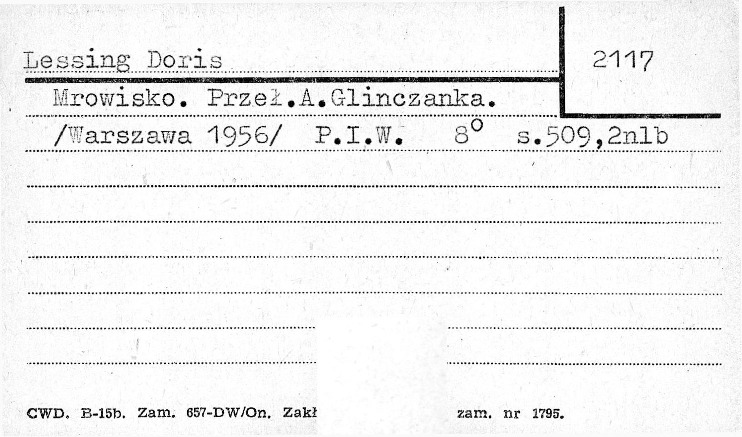 Lessing Doris
2117
Mrowisko. Przeł.A.Glinczanka.
/Warszawa 1956/ P.I.W. 8° s.509,2nlb
CWD. B-15b. Zam. 657-DW/On. Zakł zam. nr 1795.